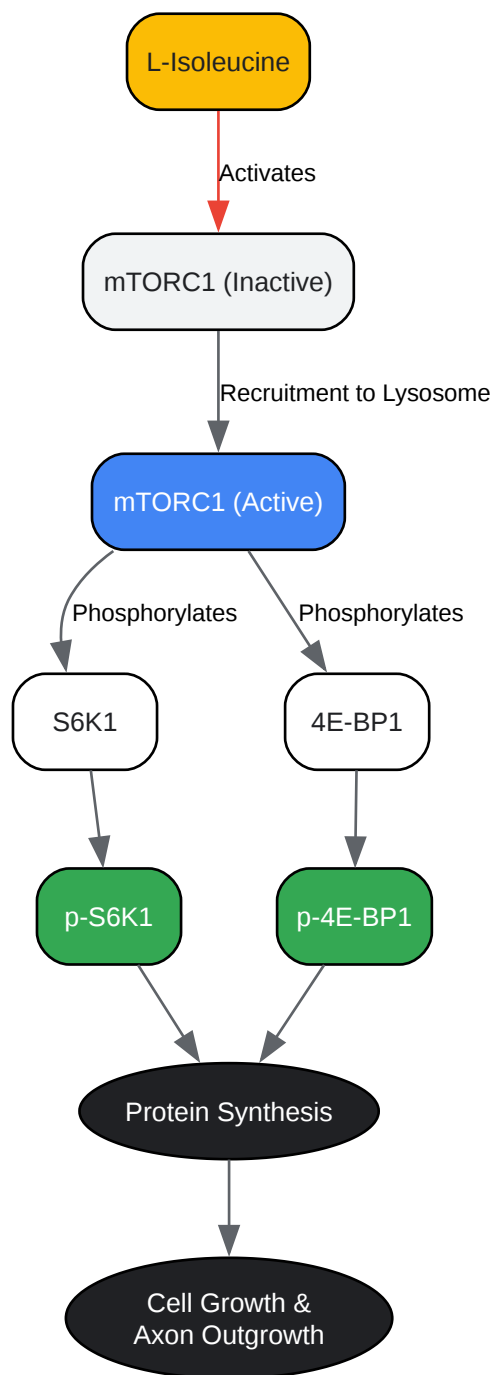 L-Isoleucine
Activates
mTORC1 (Inactive)
Recruitment to Lysosome
mTORC1 (Active)
Phosphorylates
Phosphorylates
S6K1
4E-BP1
p-S6K1
p-4E-BP1
Protein Synthesis
Cell Growth &
Axon Outgrowth